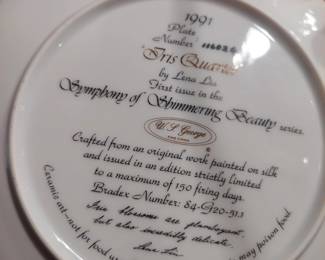 1991
Plate
Number
"Iris Quartet"
by Lena Liu
First issue in the
Symphony of Shimmering Beauty series.
W.S. George
Crafted from an original work painted on silk
and issued in an edition strictly limited
to a maximum of 150 firing days.
Bradex Number: 84-G20-31.1
Iris blossoms are flamboyant,
but also incredibly delicate.
Lena Liu
Ceramic art—not for food use
may poison food.